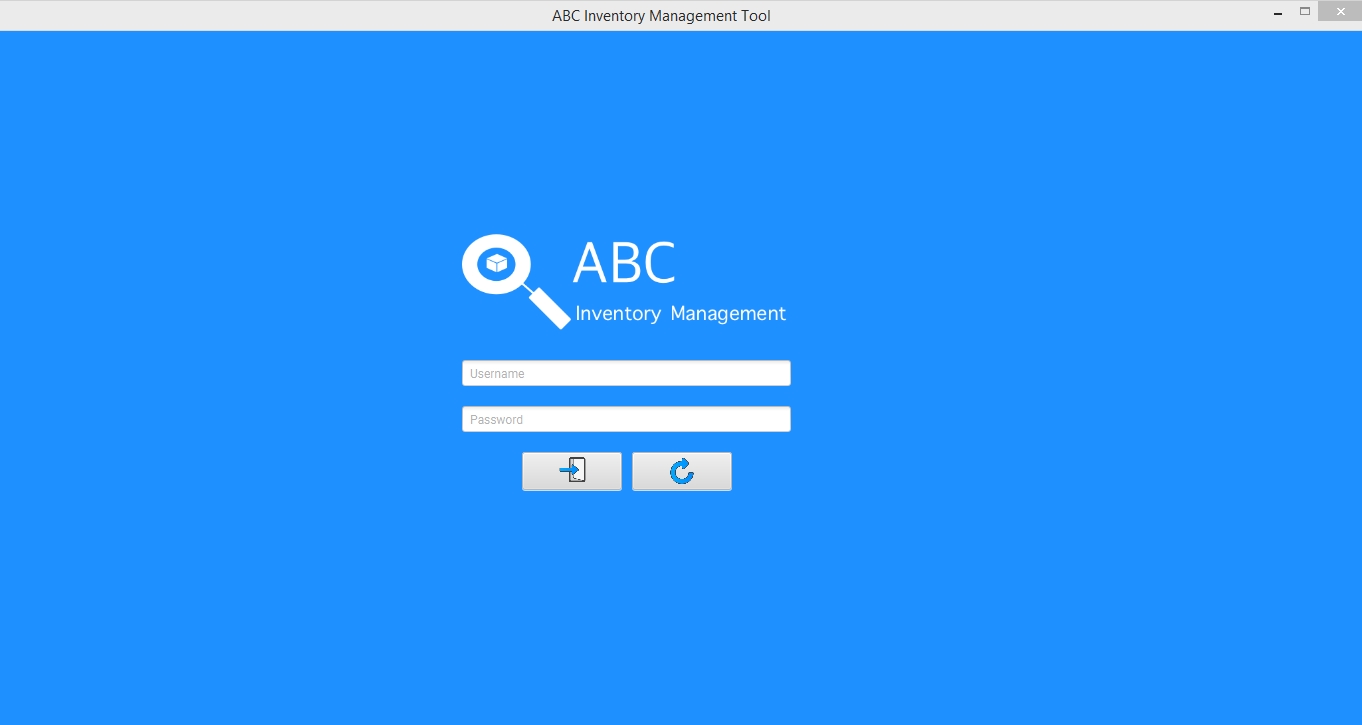 ABC Inventory Management Tool
ABC
Inventory Management
Username
Password